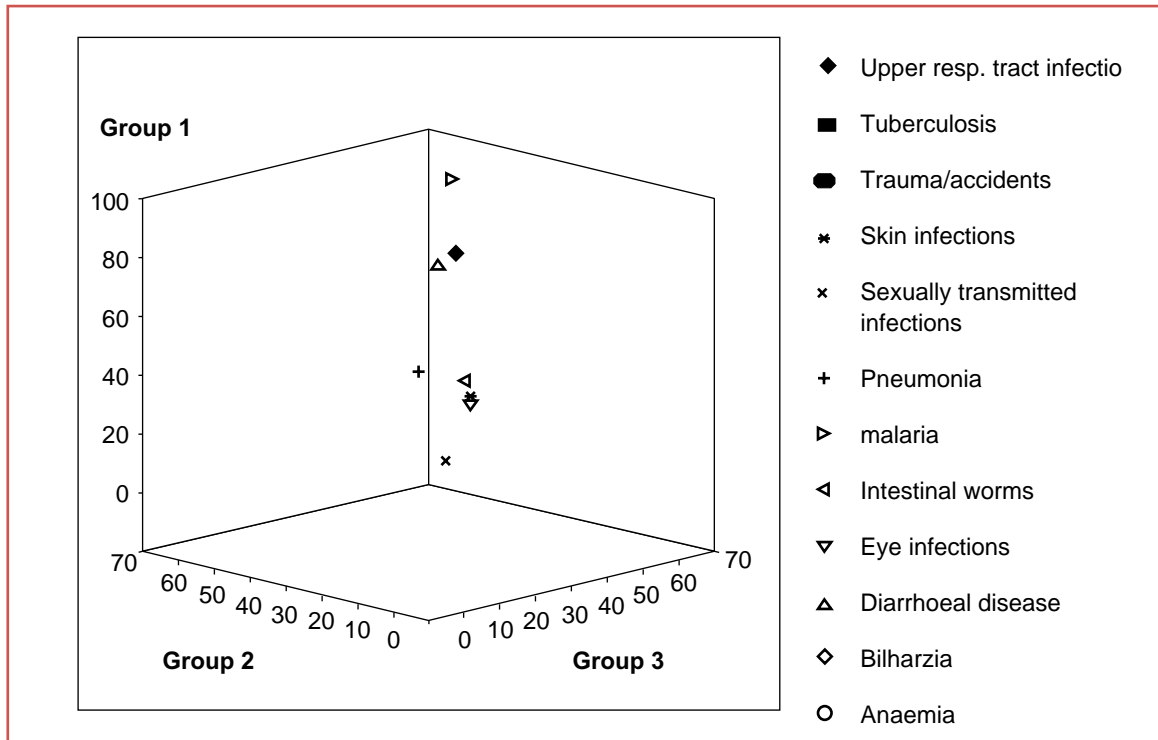 Group 1
100
80
60
40
20
0
70
60
50
40
30
20
10
0
0
10
20
30
40
50
60
70
Group 2
Group 3
Upper resp. tract infectio
Tuberculosis
Trauma/accidents
Skin infections
Sexually transmitted
infections
Pneumonia
malaria
Intestinal worms
Eye infections
Diarrhoeal disease
Bilharzia
Anaemia